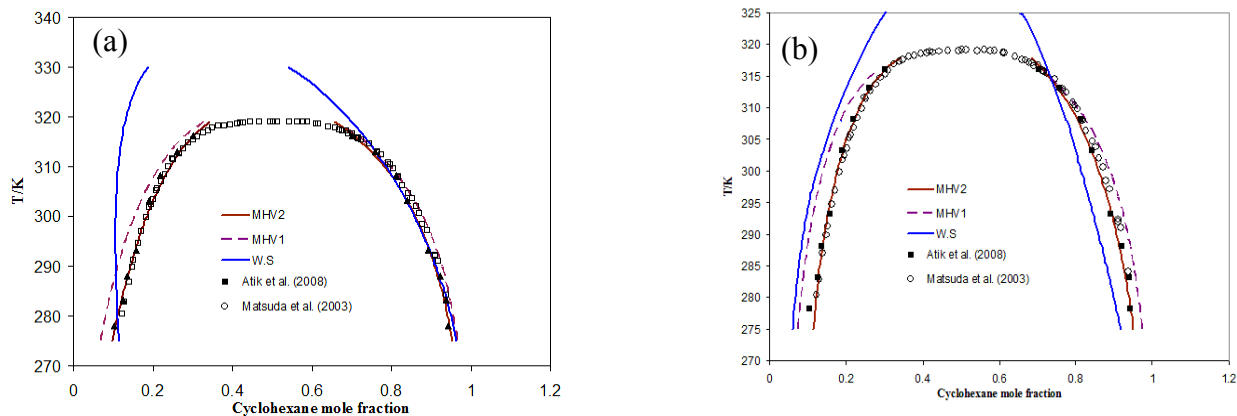 (a)
340
330
320
310
300
290
280
270
T/K
MHV2
MHV1
W.S
Atik et al. (2008)
Matsuda et al. (2003)
0
0.2
0.4
0.6
0.8
1
1.2
Cyclohexane mole fraction
(b)
325
320
315
310
305
302
295
290
285
280
275
270
T/K
MHV2
MHV1
W.S
Atik et al. (2008)
Matsuda et al. (2003)
0
0.2
0.4
0.6
0.8
1
1.2
Cyclohexane mole fraction